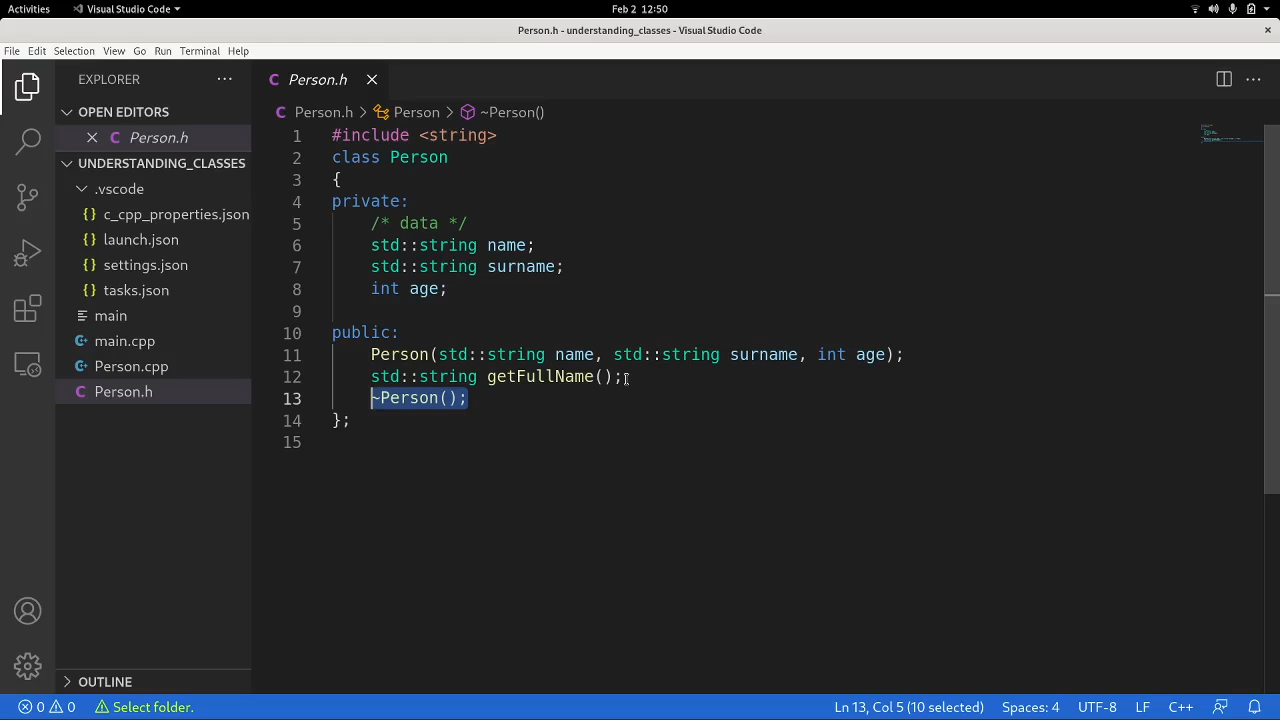 Activities
Visual Studio Code
Feb 2 12:50
Person.h - understanding_classes - Visual Studio Code
×
File Edit Selection View Go Run Terminal Help
EXPLORER
OPEN EDITORS
Person.h
UNDERSTANDING_CLASSES
.vscode
{} c_cpp_properties.json
{} launch.json
{} settings.json
{} tasks.json
main
main.cpp
Person.cpp
C Person.h
OUTLINE
C Person.h
C Person.h > Person > ~Person()
1 #include <string>
2 class Person
3 {
4 private:
5 /* data */
6 std::string name;
7 std::string surname;
8 int age;
9
10 public:
11 Person(std::string name, std::string surname, int age);
12 std::string getFullName();
13 ~Person();
14 };
15
0 0 Select folder.
Ln 13, Col 5 (10 selected) Spaces: 4 UTF-8 LF C++